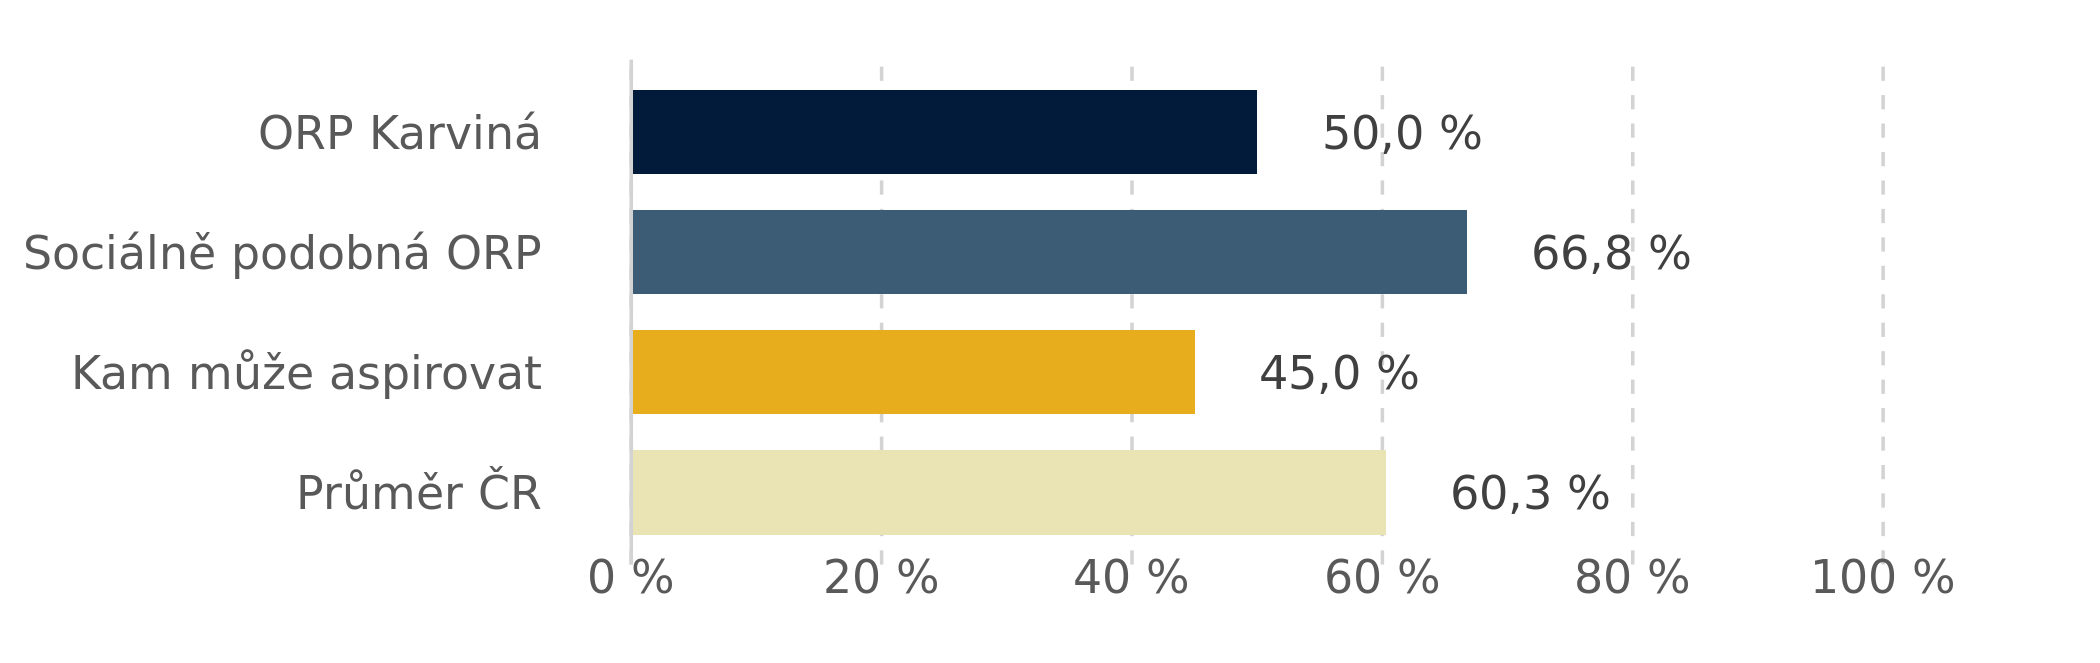 ORP Karviná 50,0 %
Sociálně podobná ORP 66,8 %
Kam může aspirovat 45,0 %
Průměr ČR 60,3 %
0 % 20 % 40 % 60 % 80 % 100 %